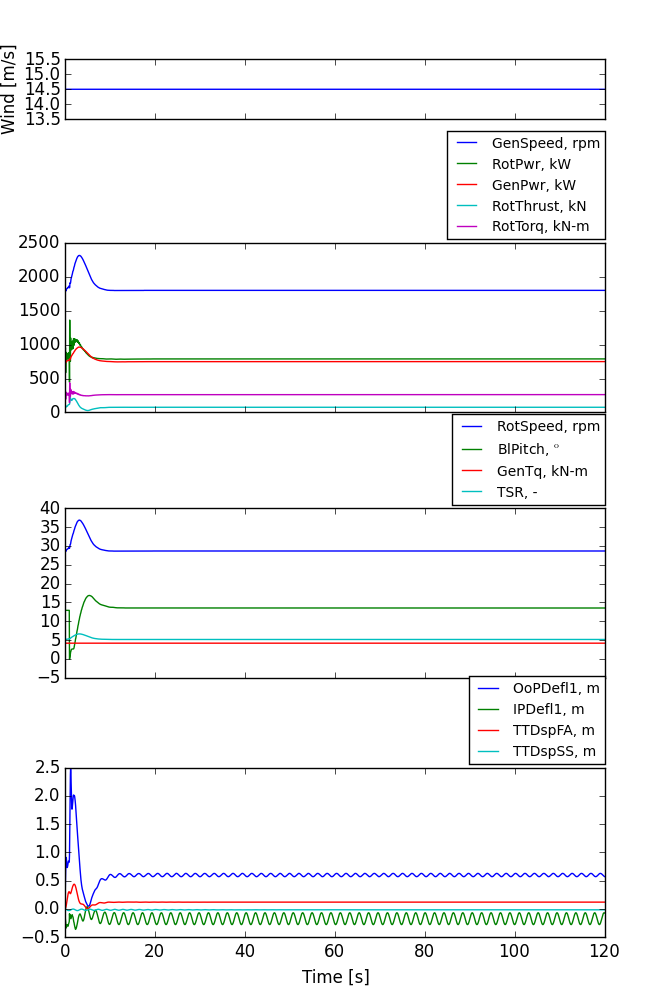 Wind [m/s]
15.5
15.0
14.5
14.0
13.5
GenSpeed, rpm
RotPwr, kW
GenPwr, kW
RotThrust, kN
RotTorq, kN-m
2500
2000
1500
1000
500
0
RotSpeed, rpm
BlPitch, °
GenTq, kN-m
TSR, -
40
35
30
25
20
15
10
5
0
−5
OoPDefl1, m
IPDefl1, m
TTDspFA, m
TTDspSS, m
2.5
2.0
1.5
1.0
0.5
0.0
−0.5
0 20 40 60 80 100 120
Time [s]